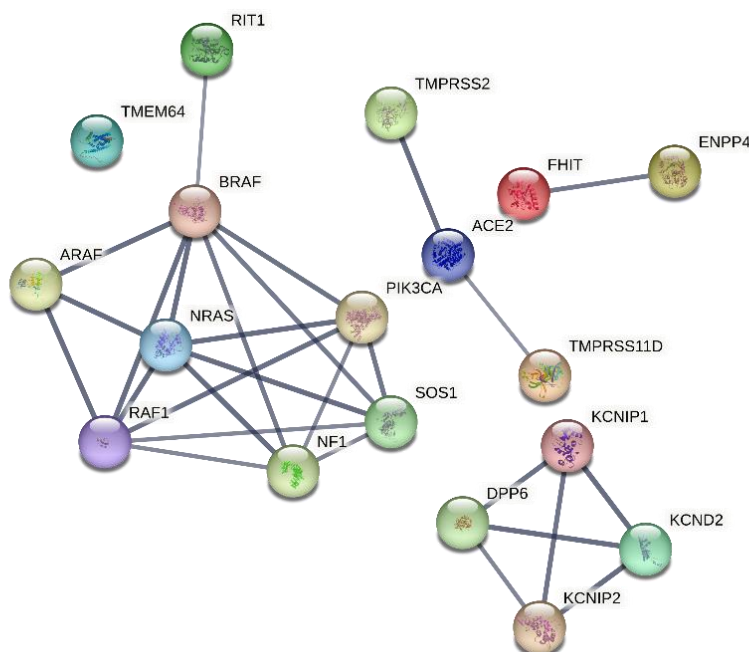 RIT1
TMPRSS2
TMEM64
FHIT
ENPP4
BRAF
ACE2
ARAF
PIK3CA
NRAS
TMPRSS11D
SOS1
RAF1
NF1
KCNIP1
DPP6
KCND2
KCNIP2